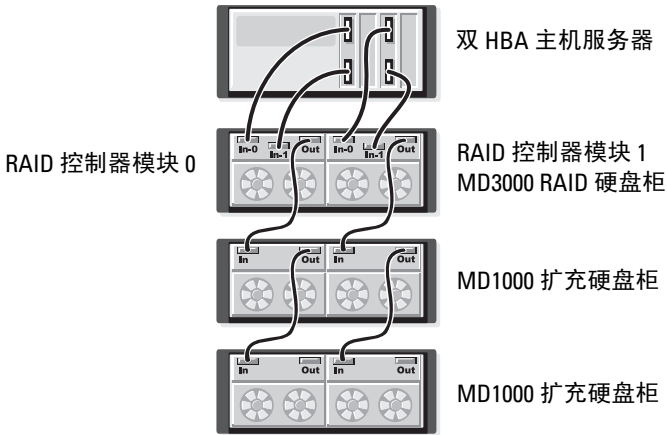 双 HBA 主机服务器
In-0 In-1 Out In-0 In-1 Out
RAID 控制器模块 0
RAID 控制器模块 1
MD3000 RAID 硬盘柜
In Out In Out
MD1000 扩充硬盘柜
In Out In Out
MD1000 扩充硬盘柜